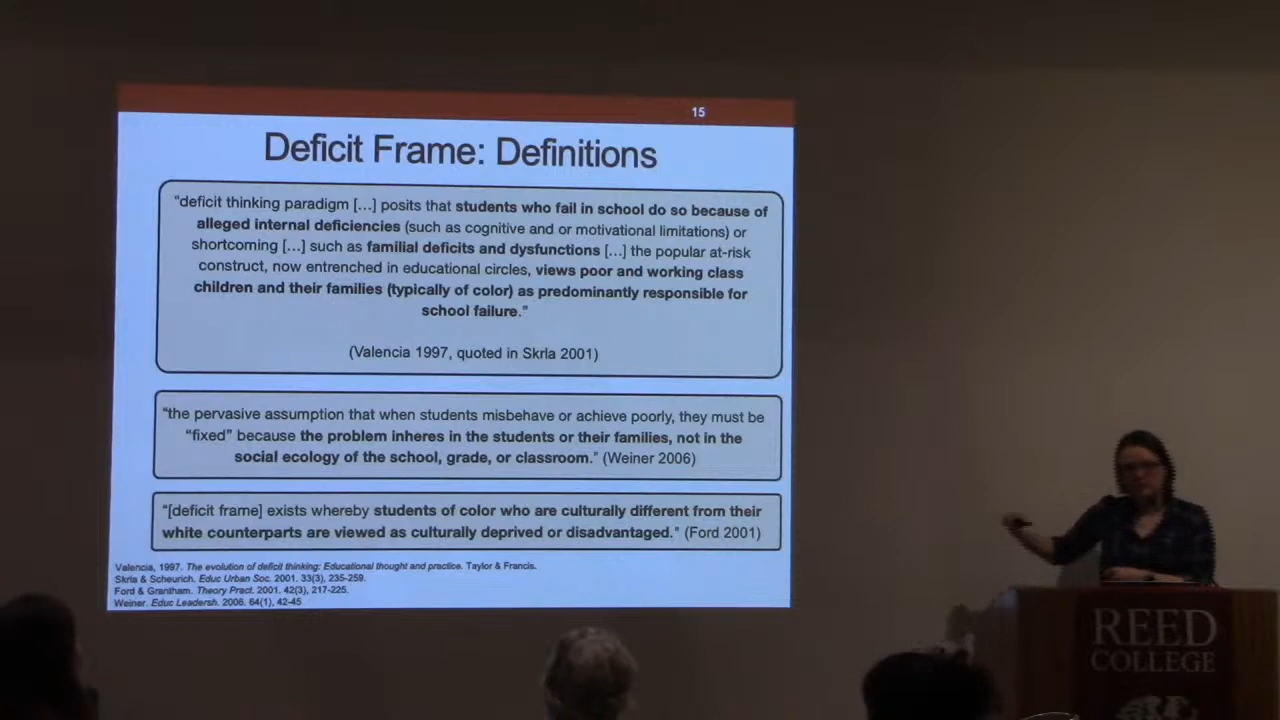 15
Deficit Frame: Definitions
"deficit thinking paradigm [...] posits that students who fail in school do so because of
alleged internal deficiencies (such as cognitive and or motivational limitations) or
shortcoming [...] such as familial deficits and dysfunctions [...] the popular at-risk
construct, now entrenched in educational circles, views poor and working class
children and their families (typically of color) as predominantly responsible for
school failure."
(Valencia 1997, quoted in Skrla 2001)
"the pervasive assumption that when students misbehave or achieve poorly, they must be
"fixed" because the problem inheres in the students or their families, not in the
social ecology of the school, grade, or classroom." (Weiner 2006)
"[deficit frame] exists whereby students of color who are culturally different from their
white counterparts are viewed as culturally deprived or disadvantaged." (Ford 2001)
Valencia, 1997. The evolution of deficit thinking: Educational thought and practice. Taylor & Francis.
Skrla & Scheurich. Educ Urban Soc. 2001. 33(3), 235-259.
Ford & Grantham. Theory Pract. 2001. 42(3), 217-225.
Weiner. Educ Leadersh. 2006. 64(1), 42-45
REED
COLLEGE